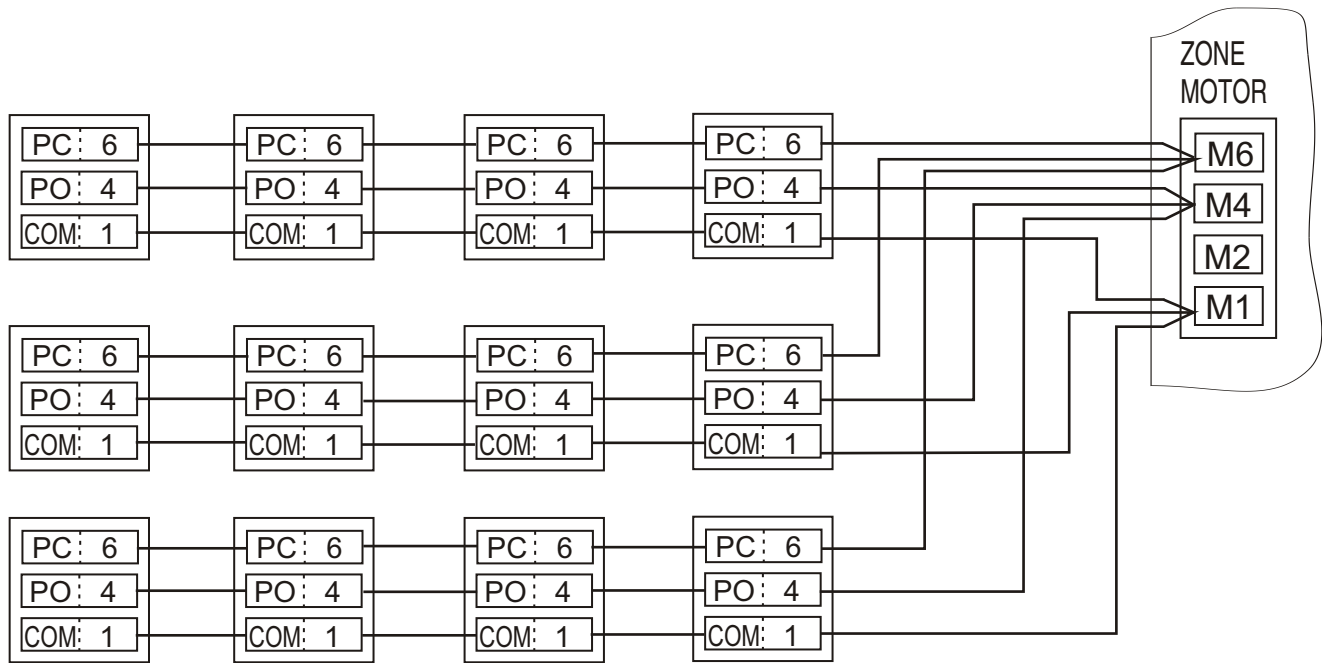 ZONE
MOTOR
PC 6 PC 6 PC 6 PC 6 M6
PO 4 PO 4 PO 4 PO 4 M4
COM 1 COM 1 COM 1 COM 1 M2
M1
PC 6 PC 6 PC 6 PC 6
PO 4 PO 4 PO 4 PO 4
COM 1 COM 1 COM 1 COM 1
PC 6 PC 6 PC 6 PC 6
PO 4 PO 4 PO 4 PO 4
COM 1 COM 1 COM 1 COM 1